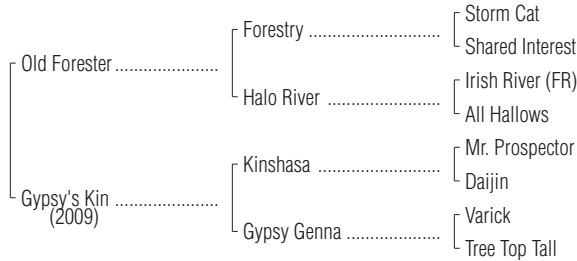 Storm Cat
Forestry
Shared Interest
Old Forester
Irish River (FR)
Halo River
All Hallows
Mr. Prospector
Kinshasa
Daijin
Gypsy's Kin
(2009)
Varick
Gypsy Genna
Tree Top Tall